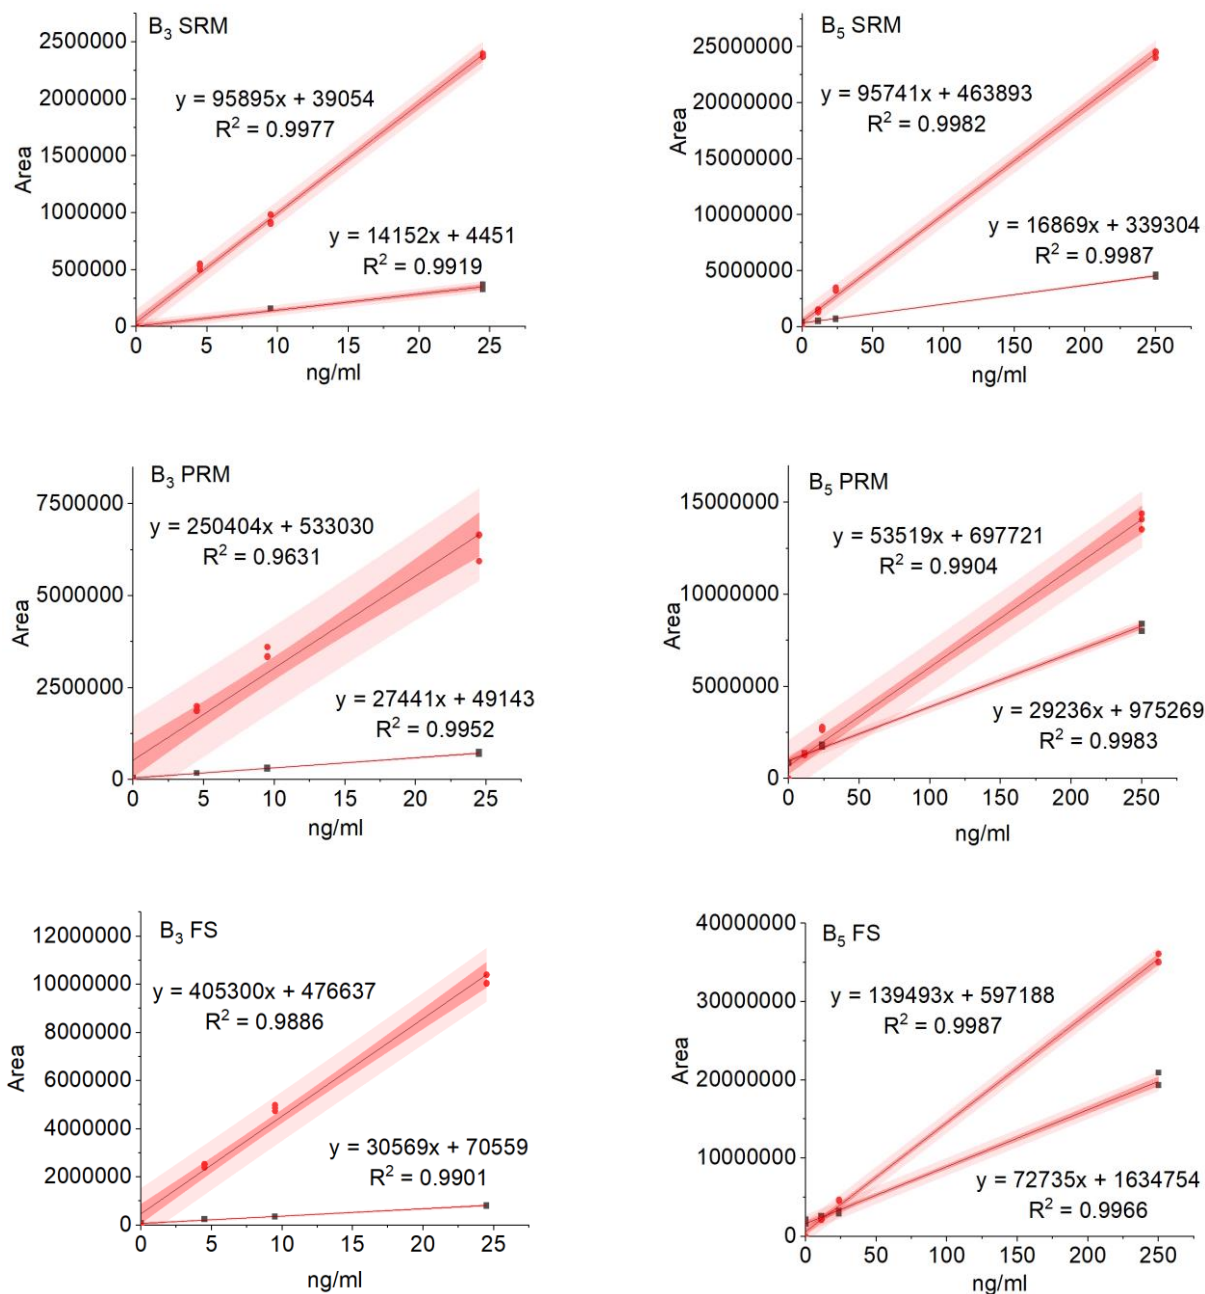 B3 SRM
2500000
2000000
1500000
1000000
500000
0
Area
y = 95895x + 39054
R2 = 0.9977
y = 14152x + 4451
R2 = 0.9919
0 5 10 15 20 25
ng/ml
B5 SRM
25000000
20000000
15000000
10000000
5000000
0
Area
y = 95741x + 463893
R2 = 0.9982
y = 16869x + 339304
R2 = 0.9987
0 50 100 150 200 250
ng/ml
B3 PRM
7500000
5000000
2500000
0
Area
y = 250404x + 533030
R2 = 0.9631
y = 27441x + 49143
R2 = 0.9952
0 5 10 15 20 25
ng/ml
B5 PRM
15000000
10000000
5000000
0
Area
y = 53519x + 697721
R2 = 0.9904
y = 29236x + 975269
R2 = 0.9983
0 50 100 150 200 250
ng/ml
B3 FS
12000000
10000000
8000000
6000000
4000000
2000000
0
Area
y = 405300x + 476637
R2 = 0.9886
y = 30569x + 70559
R2 = 0.9901
0 5 10 15 20 25
ng/ml
B5 FS
40000000
30000000
20000000
10000000
0
Area
y = 139493x + 597188
R2 = 0.9987
y = 72735x + 1634754
R2 = 0.9966
0 50 100 150 200 250
ng/ml